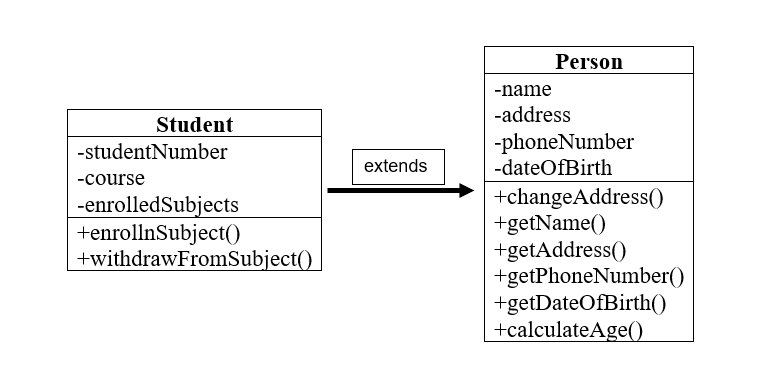 Student
-studentNumber
-course
-enrolledSubjects
+enrollnSubject()
+withdrawFromSubject()
extends
Person
-name
-address
-phoneNumber
-dateOfBirth
+changeAddress()
+getName()
+getAddress()
+getPhoneNumber()
+getDateOfBirth()
+calculateAge()